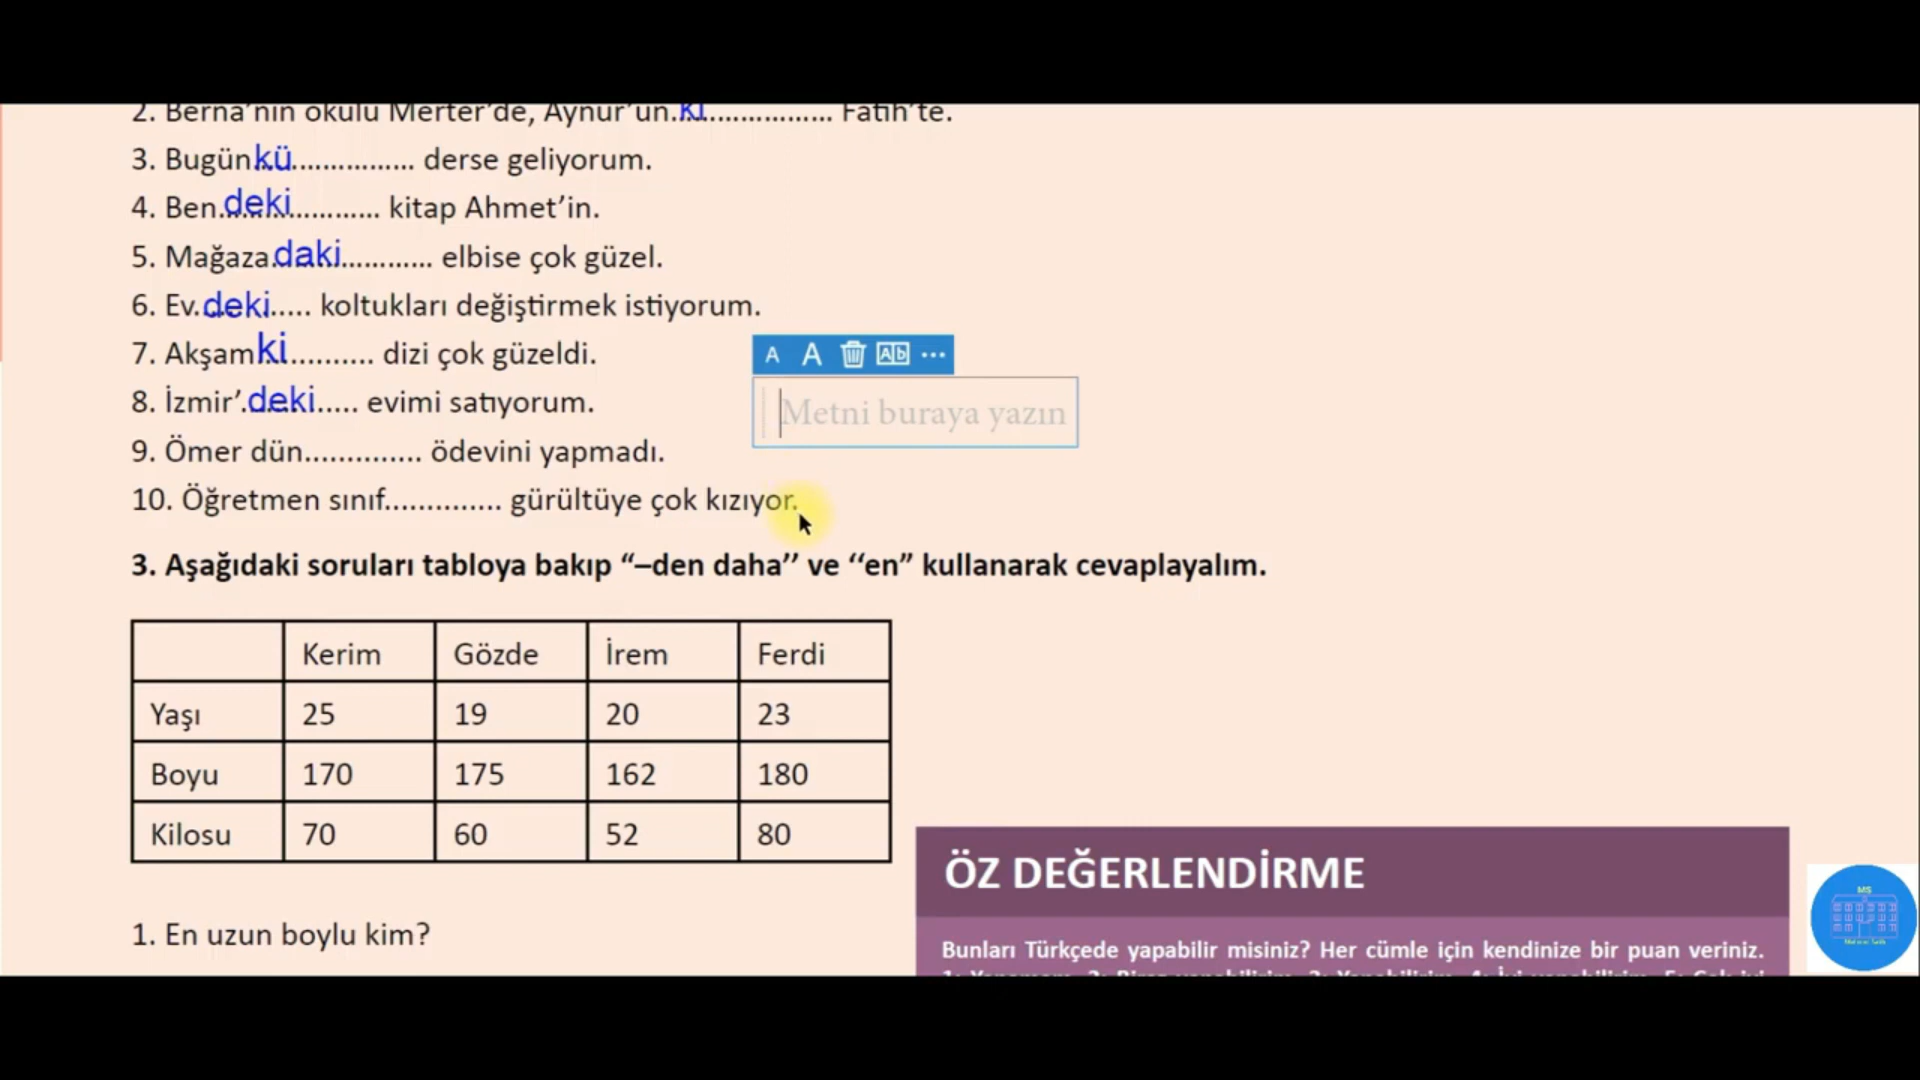 2. Berna’nın okulu Merter’de, Aynur’un..ki.................. Fatih’te.
3. Bugün.kü................ derse geliyorum.
4. Ben.deki............ kitap Ahmet’in.
5. Mağaza.daki............ elbise çok güzel.
6. Ev..deki..... koltukları değiştirmek istiyorum.
7. Akşamki........... dizi çok güzeldi.
8. İzmir’.deki..... evimi satıyorum.
A A Ab ...
Metni buraya yazın
9. Ömer dün.............. ödevini yapmadı.
10. Öğretmen sınıf.............. gürültüye çok kızıyor.
3. Aşağıdaki soruları tabloya bakıp “–den daha’’ ve ‘‘en” kullanarak cevaplayalım.
Kerim Gözde İrem Ferdi
Yaşı 25 19 20 23
Boyu 170 175 162 180
Kilosu 70 60 52 80
1. En uzun boylu kim?
ÖZ DEĞERLENDİRME
Bunları Türkçede yapabilir misiniz? Her cümle için kendinize bir puan veriniz.
MS